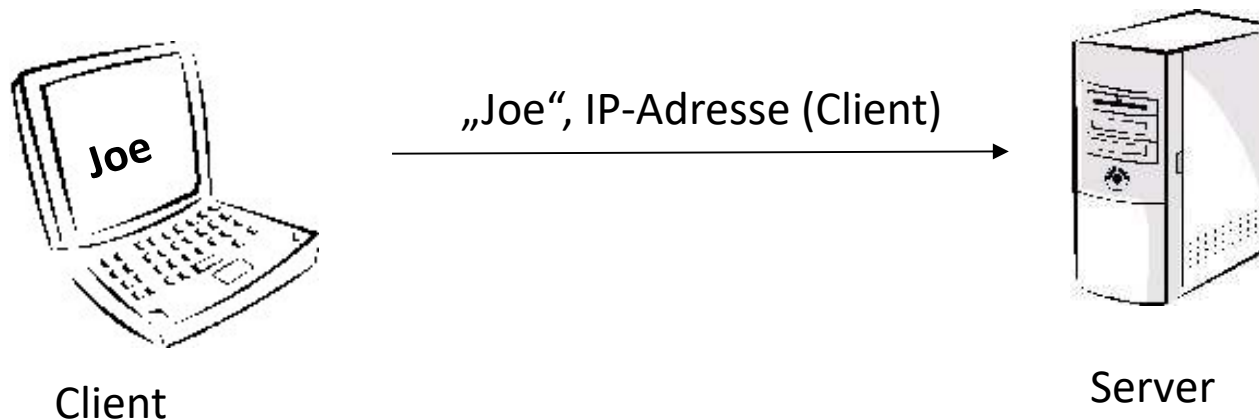 Joe
„Joe“, IP-Adresse (Client)
Client
Server